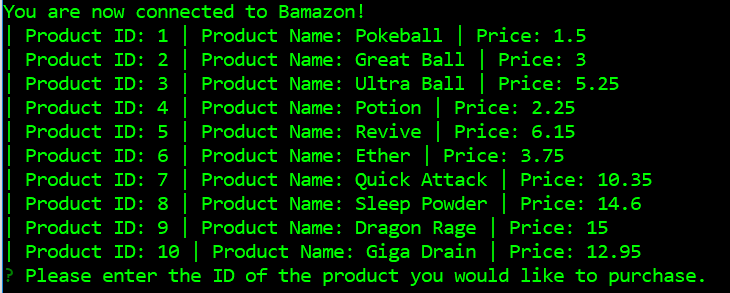 You are now connected to Bamazon!
| Product ID: 1 | Product Name: Pokeball | Price: 1.5
| Product ID: 2 | Product Name: Great Ball | Price: 3
| Product ID: 3 | Product Name: Ultra Ball | Price: 5.25
| Product ID: 4 | Product Name: Potion | Price: 2.25
| Product ID: 5 | Product Name: Revive | Price: 6.15
| Product ID: 6 | Product Name: Ether | Price: 3.75
| Product ID: 7 | Product Name: Quick Attack | Price: 10.35
| Product ID: 8 | Product Name: Sleep Powder | Price: 14.6
| Product ID: 9 | Product Name: Dragon Rage | Price: 15
| Product ID: 10 | Product Name: Giga Drain | Price: 12.95
? Please enter the ID of the product you would like to purchase.